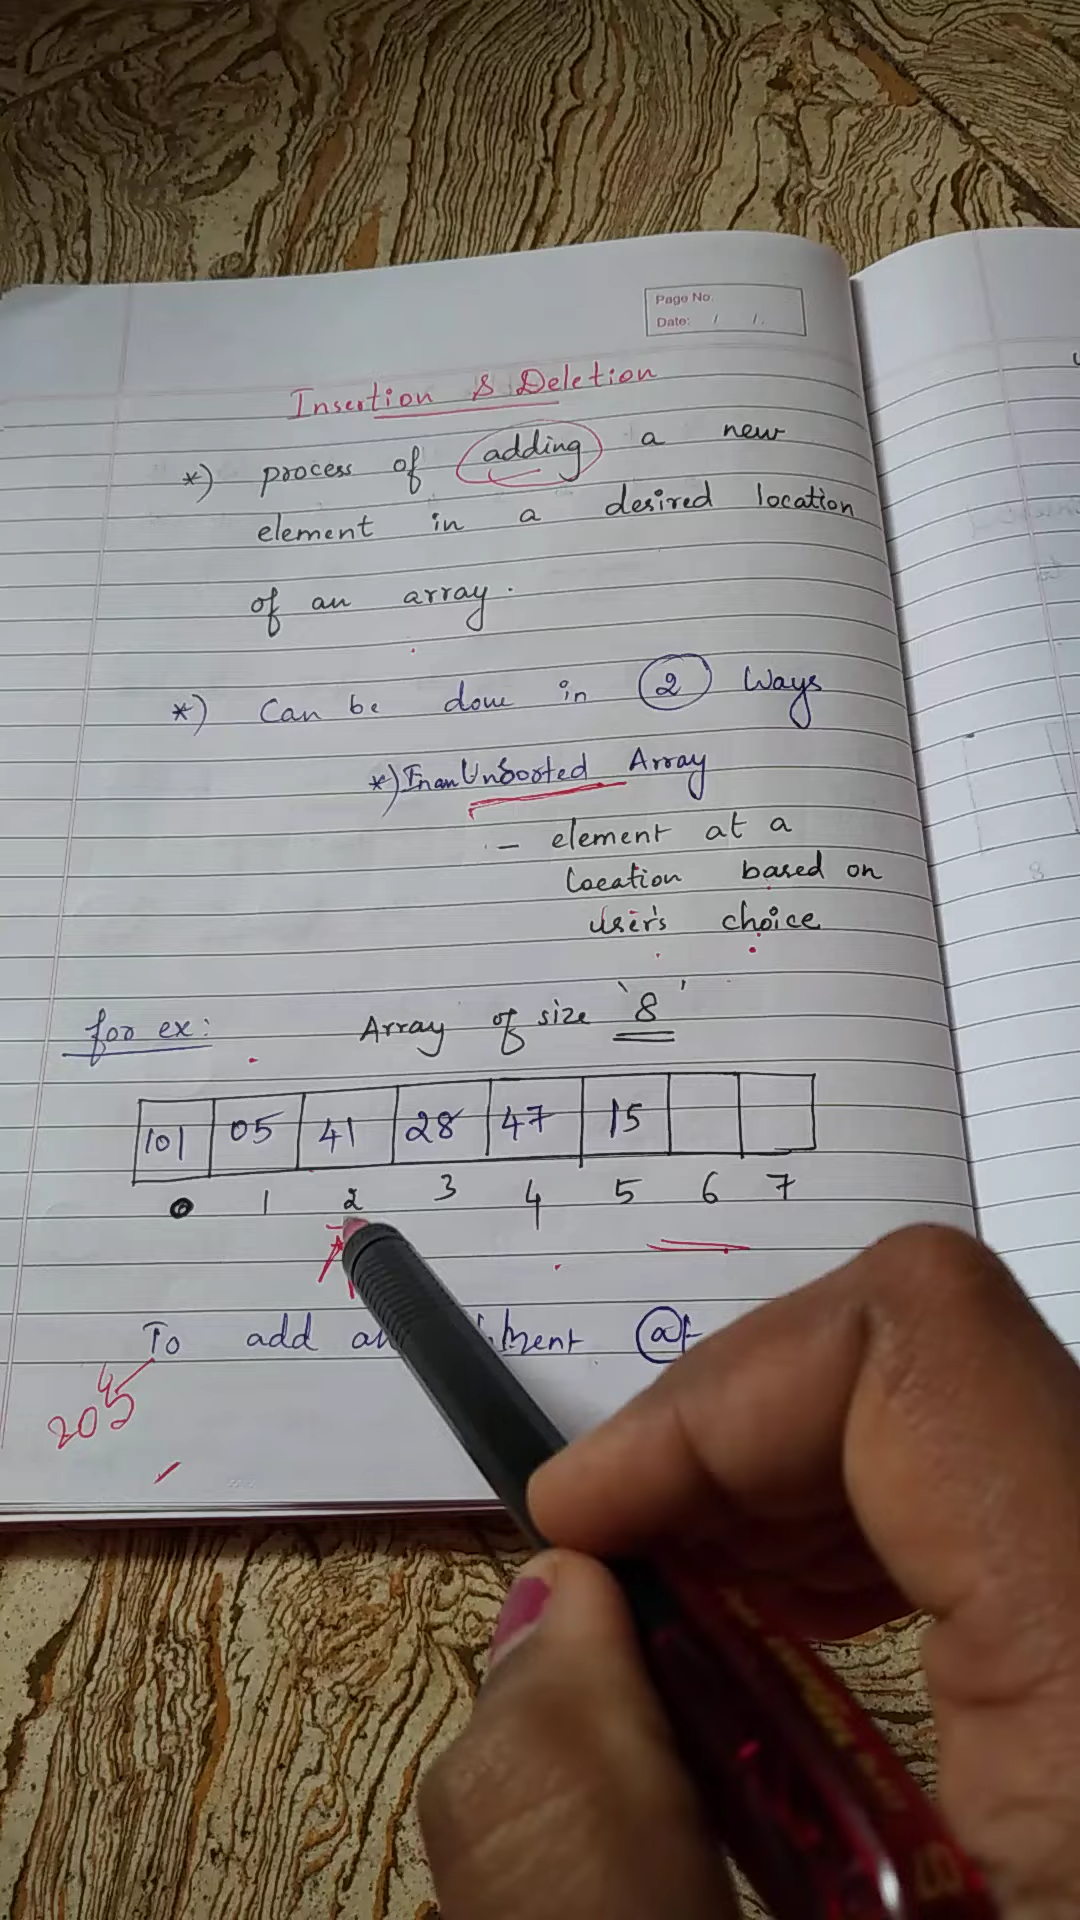 Page No.
Date: / /.
Insertion & Deletion
*) process of adding a new
element in a desired location
of an array.
*) Can be done in 2 Ways
*) In an Unsorted Array
- element at a
location based on
user's choice
for ex: Array of size '8'
101 05 41 28 47 15
0 1 2 3 4 5 6 7
To add at
205